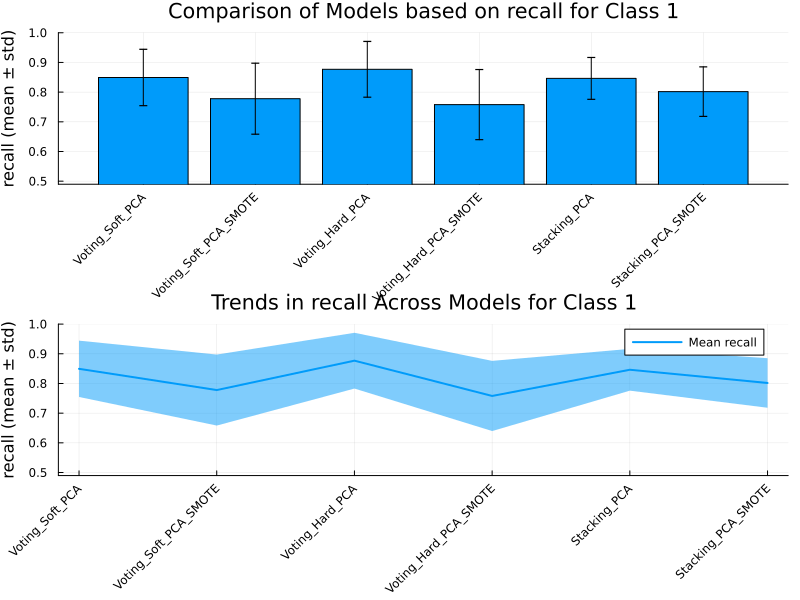 Comparison of Models based on recall for Class 1
recall (mean ± std)
1.0
0.9
0.8
0.7
0.6
0.5
Voting_Soft_PCA
Voting_Soft_PCA_SMOTE
Voting_Hard_PCA
Voting_Hard_PCA_SMOTE
Stacking_PCA
Stacking_PCA_SMOTE
Trends in recall Across Models for Class 1
recall (mean ± std)
1.0
0.9
0.8
0.7
0.6
0.5
Mean recall
Voting_Soft_PCA
Voting_Soft_PCA_SMOTE
Voting_Hard_PCA
Voting_Hard_PCA_SMOTE
Stacking_PCA
Stacking_PCA_SMOTE